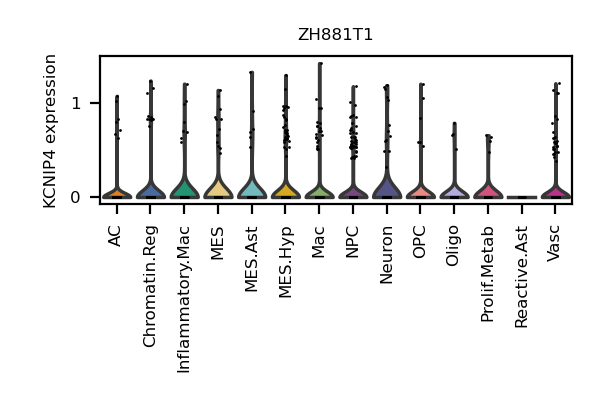 ZH881T1
KCNIP4 expression
1
0
AC
Chromatin.Reg
Inflammatory.Mac
MES
MES.Ast
MES.Hyp
Mac
NPC
Neuron
OPC
Oligo
Prolif.Metab
Reactive.Ast
Vasc